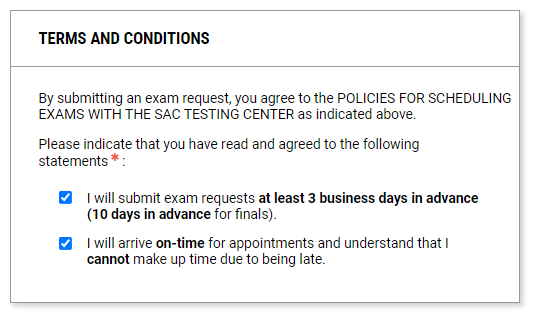 TERMS AND CONDITIONS
By submitting an exam request, you agree to the POLICIES FOR SCHEDULING
EXAMS WITH THE SAC TESTING CENTER as indicated above.
Please indicate that you have read and agreed to the following
statements * :
I will submit exam requests at least 3 business days in advance
(10 days in advance for finals).
I will arrive on-time for appointments and understand that I
cannot make up time due to being late.